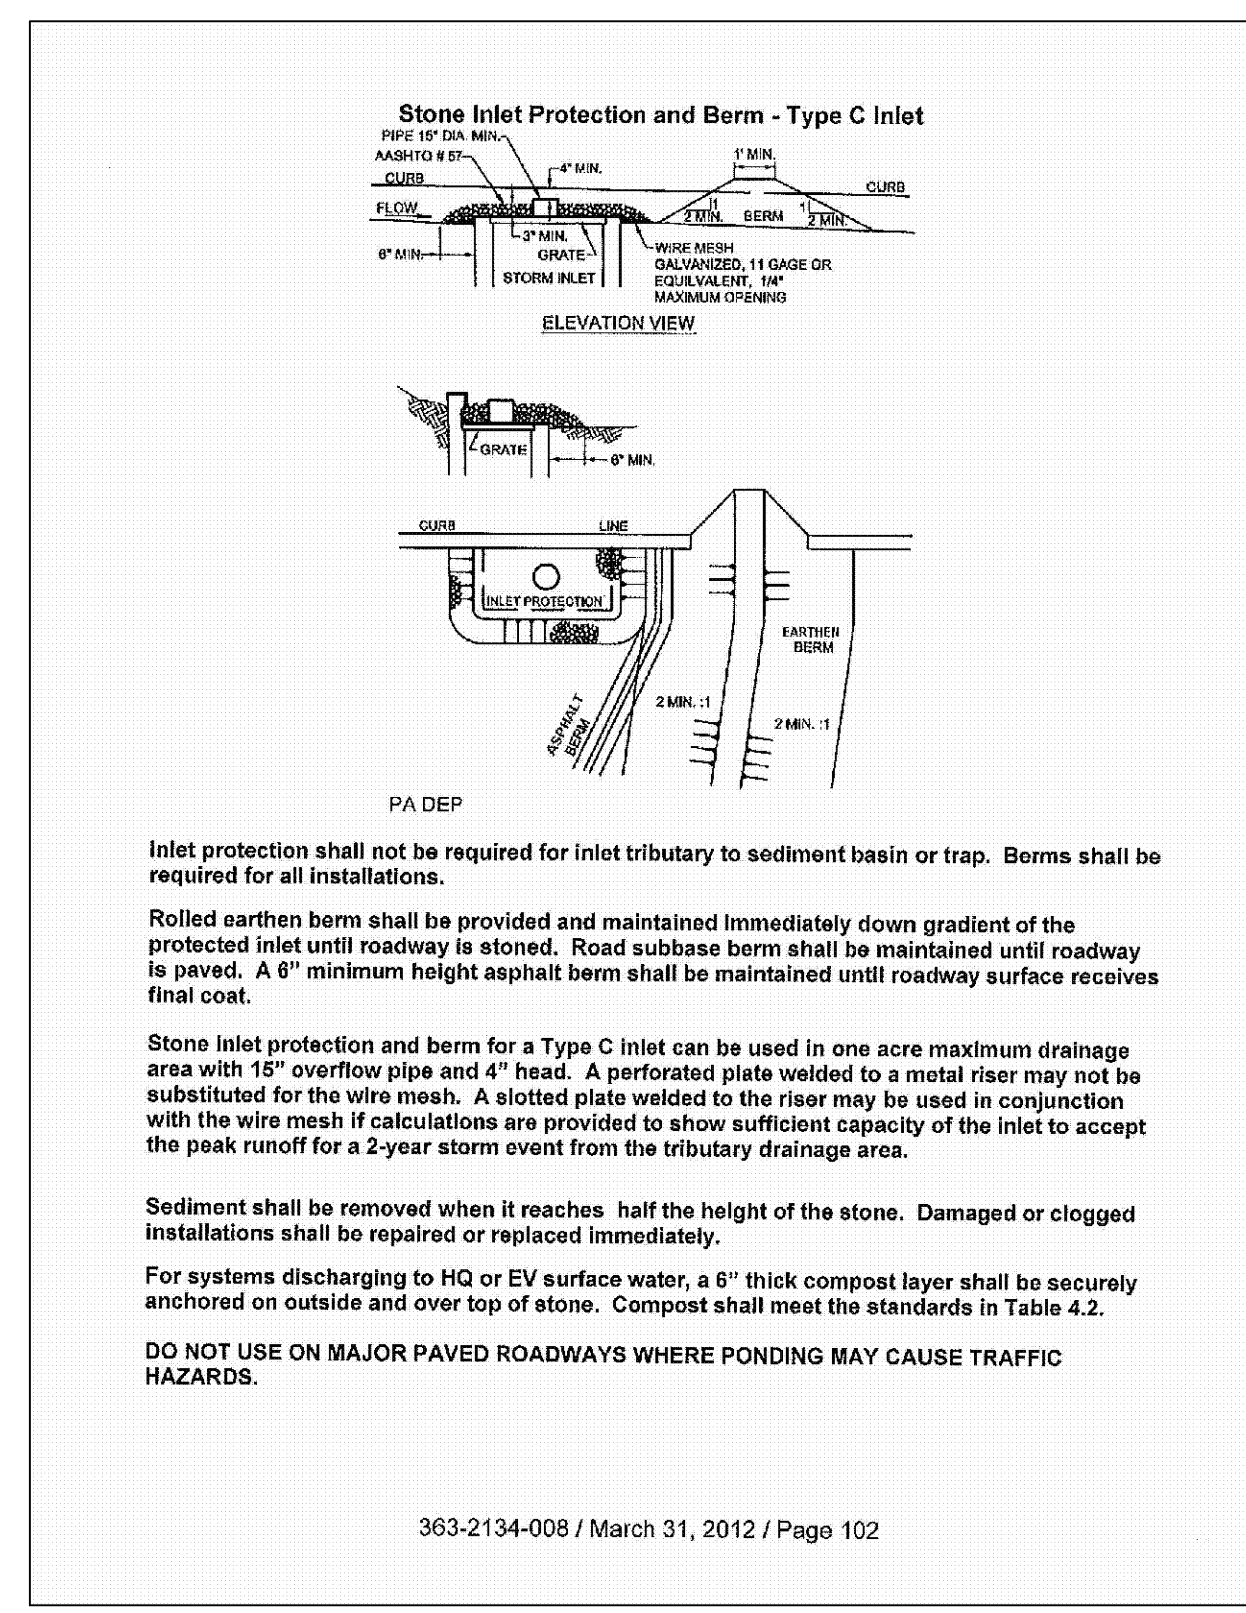 Stone Inlet Protection and Berm - Type C Inlet
PIPE 15" DIA. MIN.
AASHTO # 57
4" MIN.
1' MIN.
CURB
CURB
FLOW
1
2 MIN.
BERM
1
2 MIN.
3" MIN.
6" MIN.
GRATE
STORM INLET
WIRE MESH
GALVANIZED, 11 GAGE OR
EQUILVALENT, 1/4"
MAXIMUM OPENING
ELEVATION VIEW
GRATE
6" MIN.
CURB
LINE
INLET PROTECTION
EARTHEN
BERM
2 MIN. :1
2 MIN. :1
ASPHALT
BERM
PA DEP
Inlet protection shall not be required for inlet tributary to sediment basin or trap. Berms shall be
required for all installations.
Rolled earthen berm shall be provided and maintained immediately down gradient of the
protected inlet until roadway is stoned. Road subbase berm shall be maintained until roadway
is paved. A 6" minimum height asphalt berm shall be maintained until roadway surface receives
final coat.
Stone inlet protection and berm for a Type C inlet can be used in one acre maximum drainage
area with 15" overflow pipe and 4" head. A perforated plate welded to a metal riser may not be
substituted for the wire mesh. A slotted plate welded to the riser may be used in conjunction
with the wire mesh if calculations are provided to show sufficient capacity of the inlet to accept
the peak runoff for a 2-year storm event from the tributary drainage area.
Sediment shall be removed when it reaches half the height of the stone. Damaged or clogged
installations shall be repaired or replaced immediately.
For systems discharging to HQ or EV surface water, a 6" thick compost layer shall be securely
anchored on outside and over top of stone. Compost shall meet the standards in Table 4.2.
DO NOT USE ON MAJOR PAVED ROADWAYS WHERE PONDING MAY CAUSE TRAFFIC
HAZARDS.
363-2134-008 / March 31, 2012 / Page 102